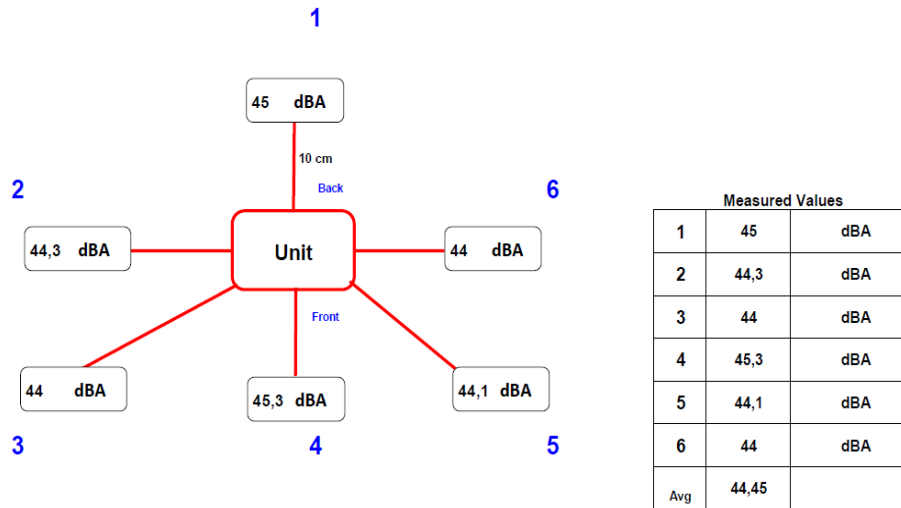 1
45 dBA
10 cm
Back
2
6
44,3 dBA
Unit
44 dBA
Front
44 dBA
45,3 dBA
44,1 dBA
3
4
5
Measured Values
1 45 dBA
2 44,3 dBA
3 44 dBA
4 45,3 dBA
5 44,1 dBA
6 44 dBA
Avg 44,45